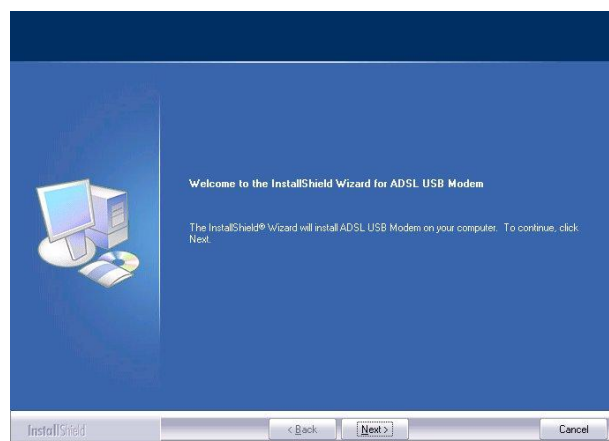 Welcome to the InstallShield Wizard for ADSL USB Modem
The InstallShield® Wizard will install ADSL USB Modem on your computer. To continue, click
Next.
InstallShield
< Back
Next >
Cancel